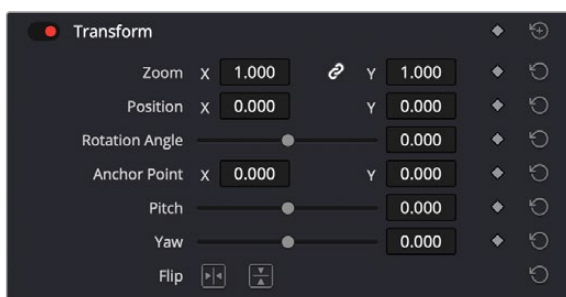 Transform
Zoom X 1.000 Y 1.000
Position X 0.000 Y 0.000
Rotation Angle 0.000
Anchor Point X 0.000 Y 0.000
Pitch 0.000
Yaw 0.000
Flip